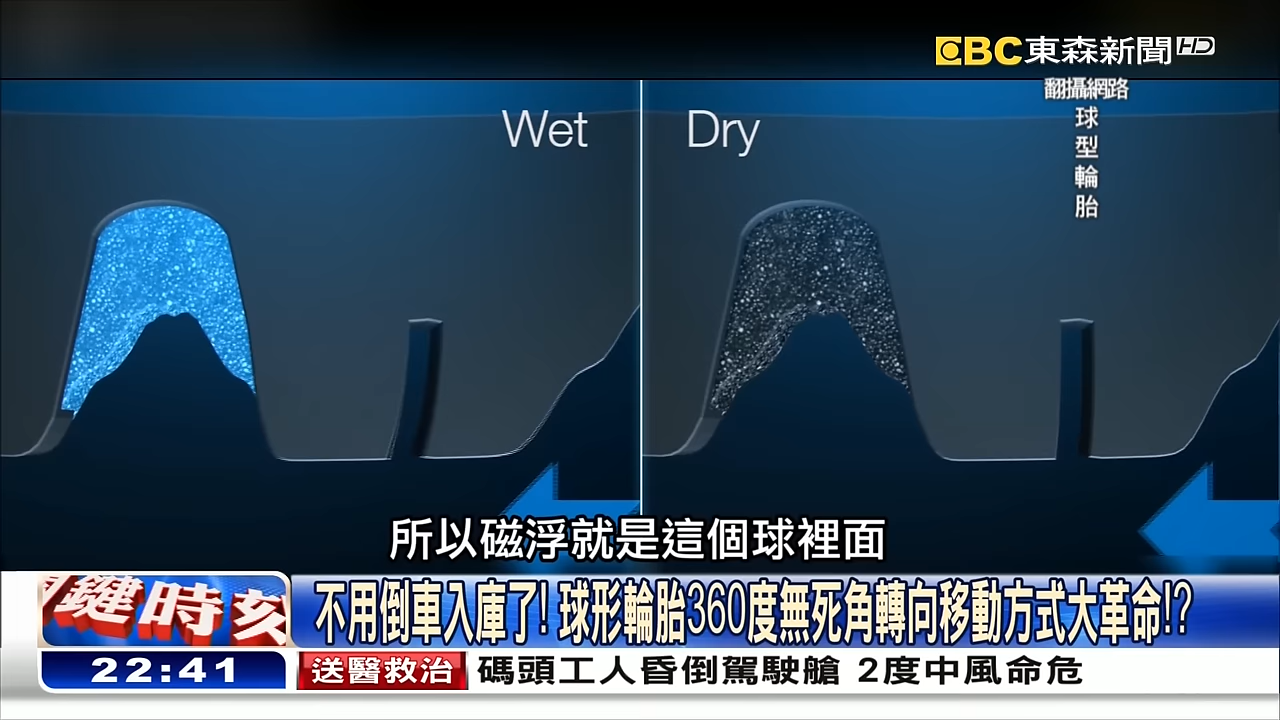 EBC東森新聞HD
翻攝網路
球型輪胎
Wet
Dry
所以磁浮就是這個球裡面
關鍵時刻
不用倒車入庫了!球形輪胎360度無死角轉向移動方式大革命!?
22:41
送醫救治
碼頭工人昏倒駕駛艙 2度中風命危